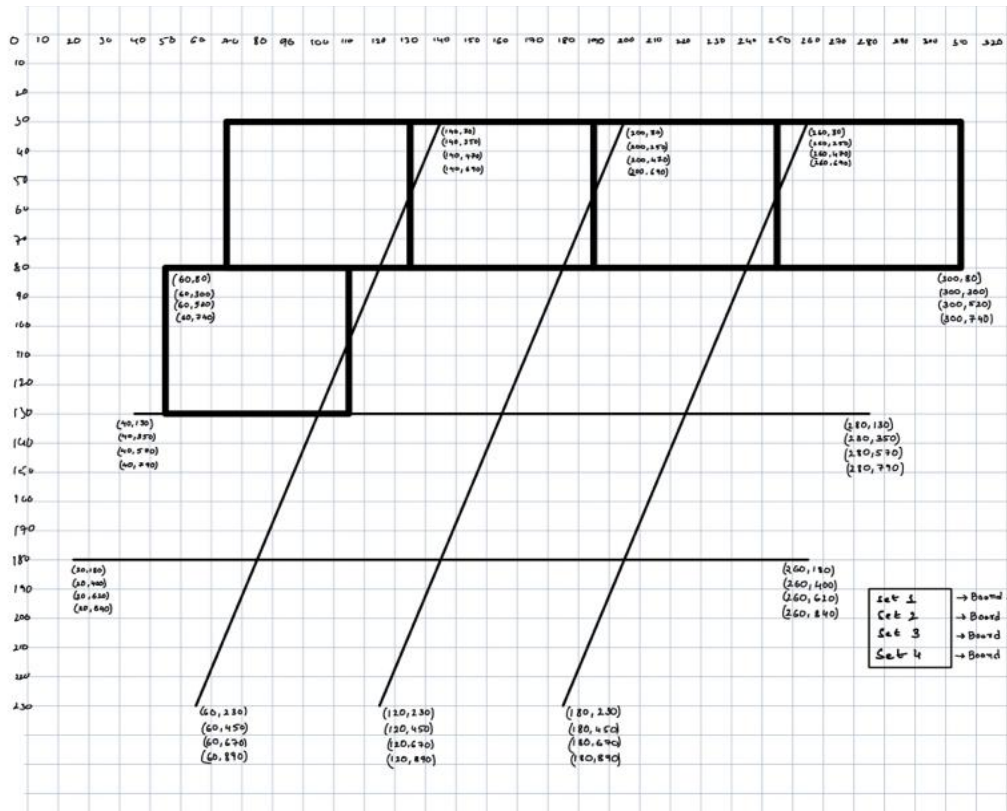 0 10 20 30 40 50 60 70 80 90 100 110 120 130 140 150 160 170 180 190 200 210 220 230 240 250 260 270 280 290 300 310 320
10
20
30
(140,30) (200,30) (260,30)
(140,250) (200,250) (260,250)
40
(140,470) (200,470) (260,470)
(140,690) (200,690) (260,690)
50
60
70
80
(60,80) (300,80)
(60,300) (300,300)
90
(60,520) (300,520)
(60,740) (300,740)
100
110
120
130
(40,130) (280,130)
(40,350) (280,350)
140
(40,570) (280,570)
(40,790) (280,790)
150
160
170
180
(20,180) (260,180)
(20,400) (260,400)
190
(20,620) (260,620)
(20,840) (260,840)
Set 1 → Board
Set 2 → Board
Set 3 → Board
Set 4 → Board
200
210
220
230
(60,230) (120,230) (180,230)
(60,450) (120,450) (180,450)
(60,670) (120,670) (180,670)
(60,890) (120,890) (180,890)